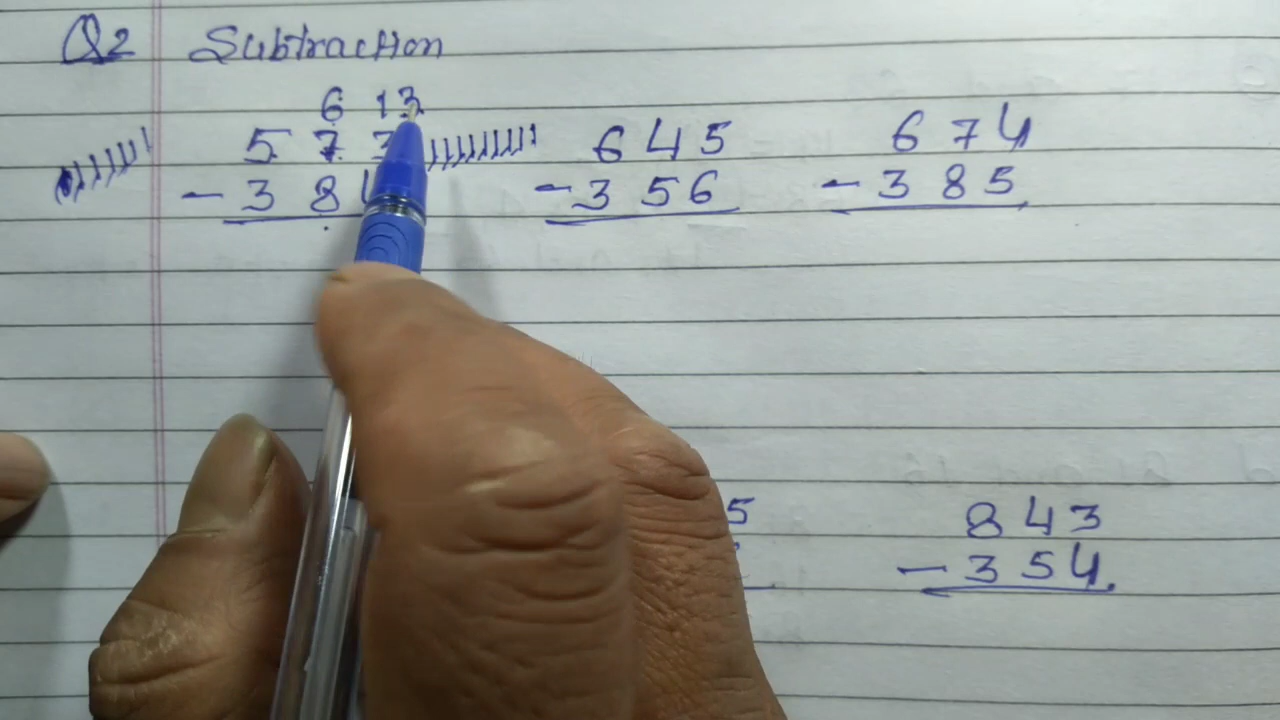 Q2 Subtraction
6 13
5 7 3 6 4 5 6 7 4
- 3 8 - 3 5 6 - 3 8 5
5 8 4 3
- 3 5 4